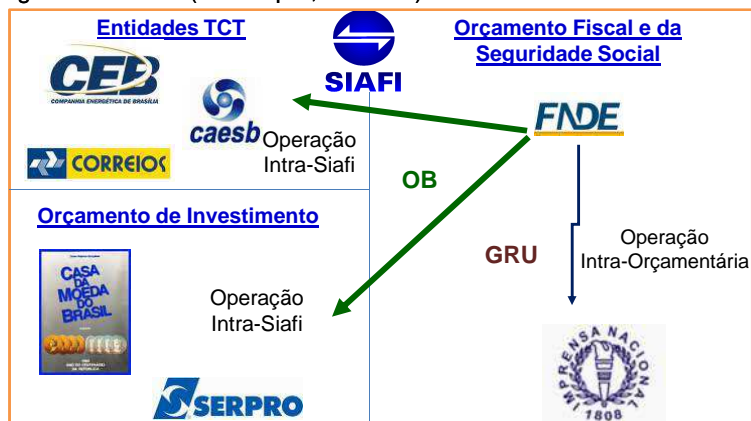 Entidades TCT
CEB
COMPANHIA ENERGÉTICA DE BRASÍLIA
caesb
CORREIOS
Operação
Intra-Siafi
SIAFI
Orçamento Fiscal e da
Seguridade Social
FNDE
OB
GRU
Operação
Intra-Orçamentária
IMPRENSA NACIONAL
1808
Orçamento de Investimento
CASA
DA
MOEDA
DO
BRASIL
Operação
Intra-Siafi
SERPRO